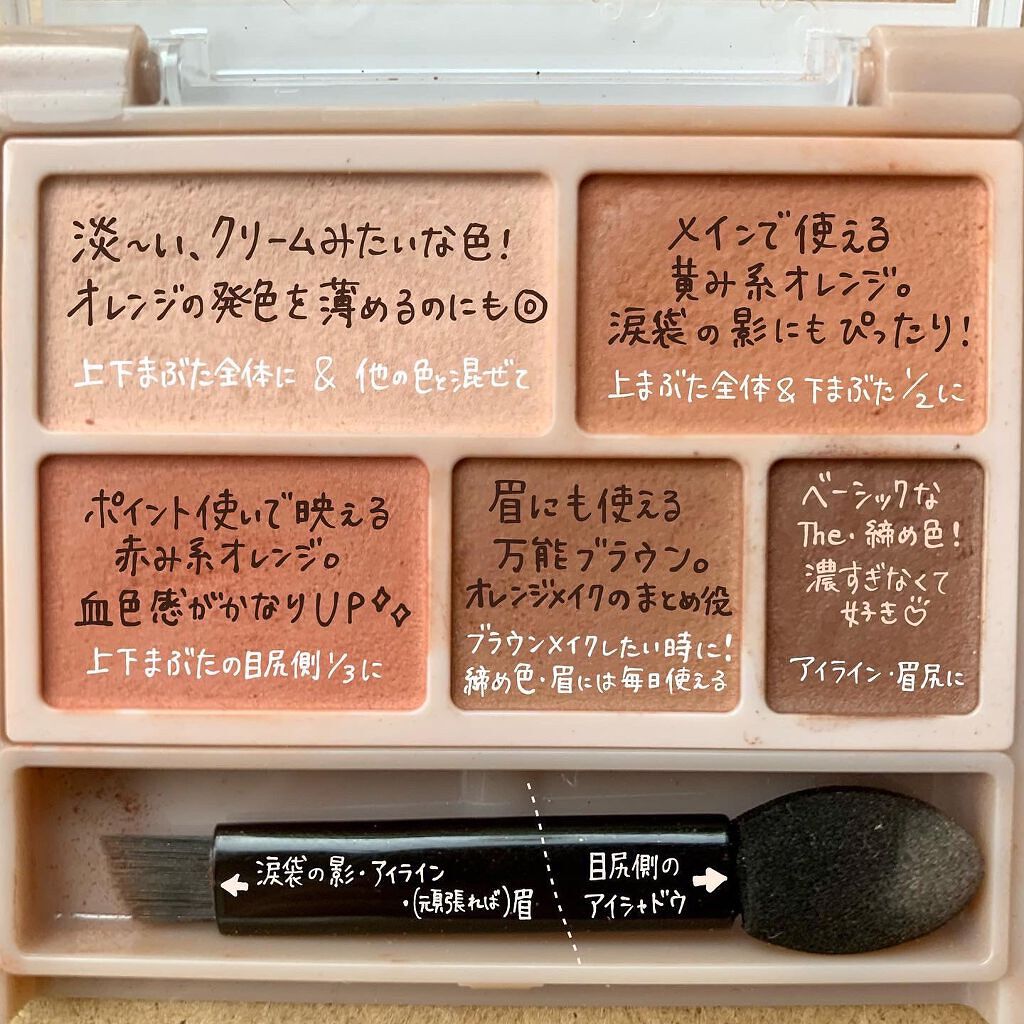 淡〜い、クリームみたいな色!
オレンジの発色を薄めるのにも◎
上下まぶた全体に & 他の色と混ぜて
メインで使える
黄み系オレンジ。
涙袋の影にもぴったり!
上まぶた全体&下まぶた1/2に
ポイント使いで映える
赤み系オレンジ。
血色感がかなりUP✧✧
上下まぶたの目尻側1/3に
眉にも使える
万能ブラウン。
オレンジメイクのまとめ役
ブラウンメイクしたい時に!
締め色・眉には毎日使える
ベーシックな
The・締め色!
濃すぎなくて
好き♡
アイライン・眉尻に
涙袋の影・アイライン
・(頑張れば)眉
目尻側の
アイシャドウ